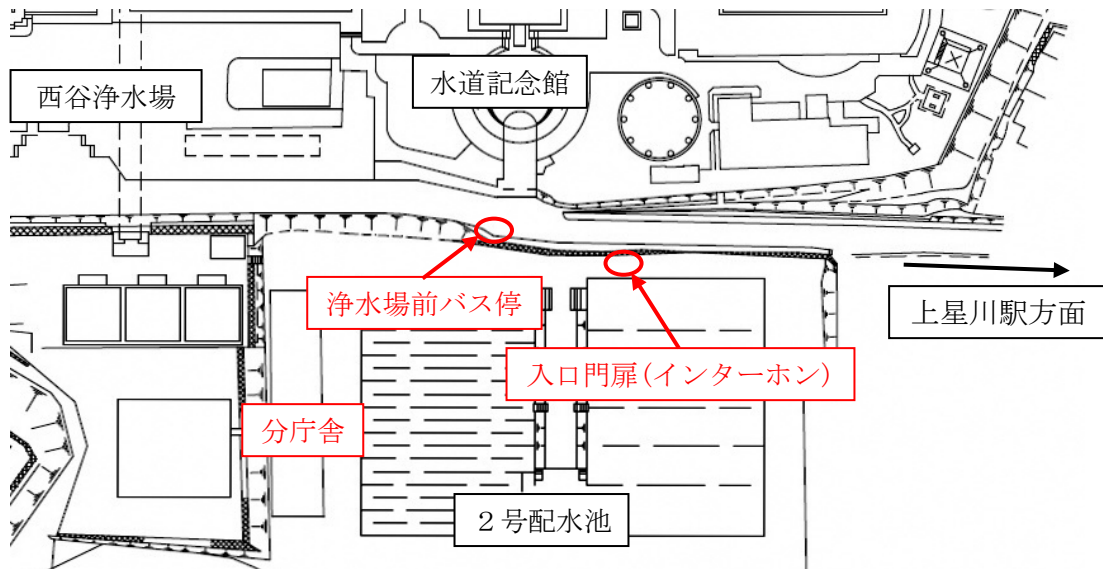 西谷浄水場
水道記念館
浄水場前バス停
上星川駅方面
入口門扉(インターホン)
分庁舎
２号配水池